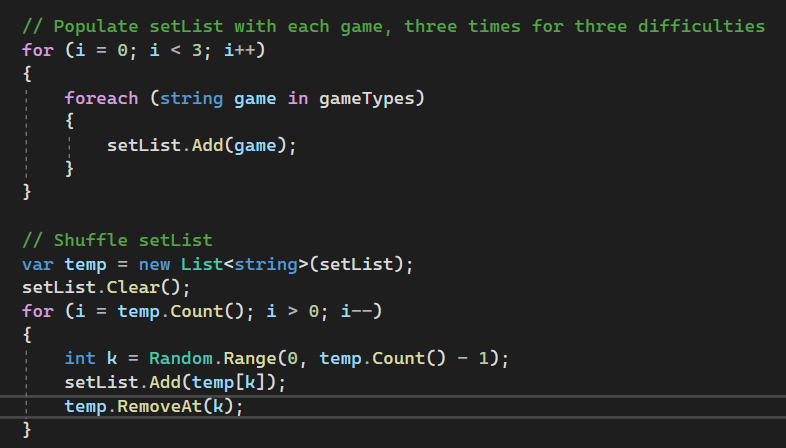 // Populate setList with each game, three times for three difficulties
for (i = 0; i < 3; i++)
{
    foreach (string game in gameTypes)
    {
        setList.Add(game);
    }
}

// Shuffle setList
var temp = new List<string>(setList);
setList.Clear();
for (i = temp.Count(); i > 0; i--)
{
    int k = Random.Range(0, temp.Count() - 1);
    setList.Add(temp[k]);
    temp.RemoveAt(k);
}